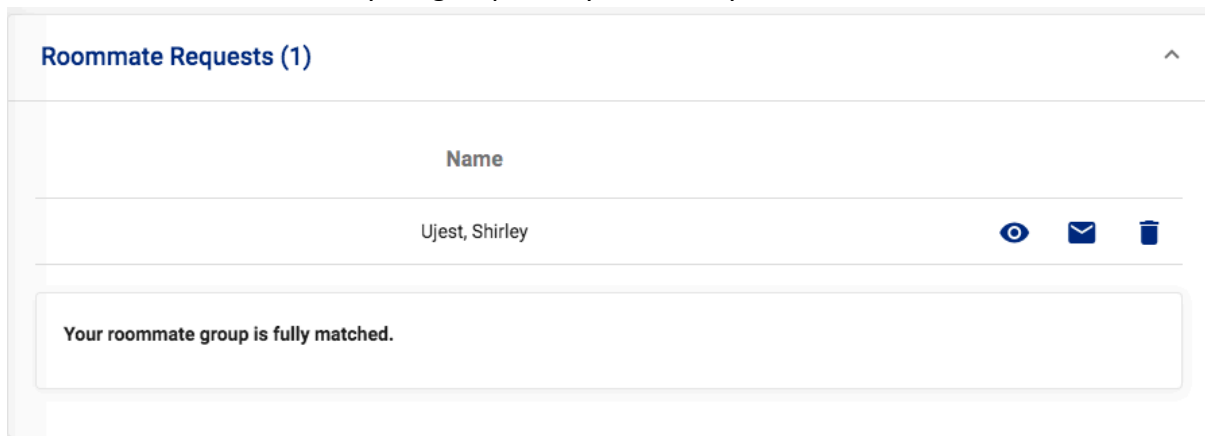 Roommate Requests (1)
Name
Ujest, Shirley
Your roommate group is fully matched.